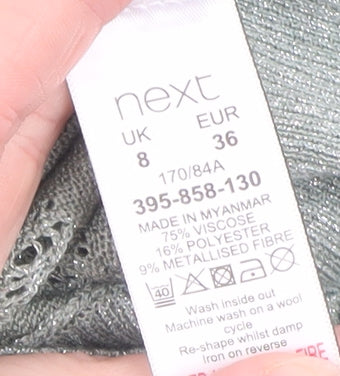 next
UK EUR
8 36
170/84A
395-858-130
MADE IN MYANMAR
75% VISCOSE
16% POLYESTER
9% METALLISED FIBRE
40
Wash inside out
Machine wash on a wool
cycle
Re-shape whilst damp
Iron on reverse
FIRE